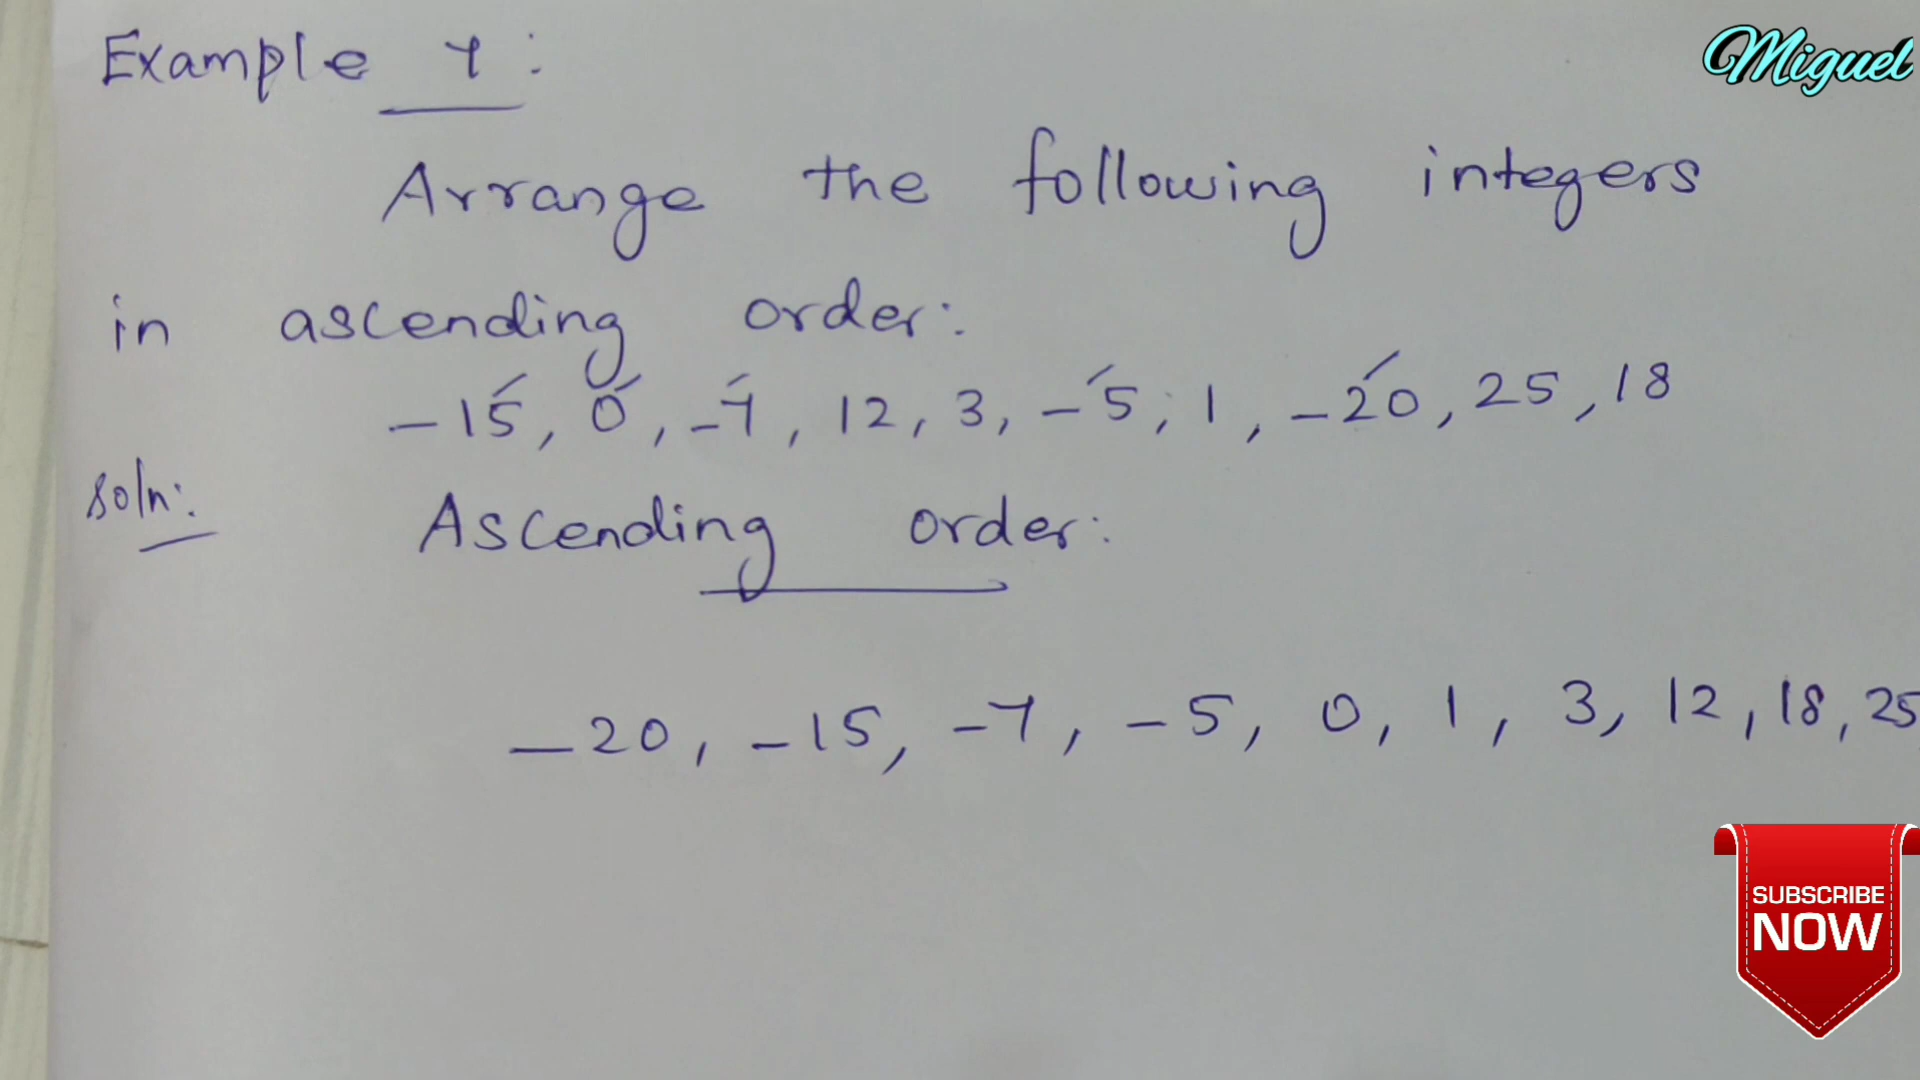 Example 7:
Miguel
Arrange the following integers
in ascending order:
-15, 0, -7, 12, 3, -5, 1, -20, 25, 18
Soln:
Ascending order:
-20, -15, -7, -5, 0, 1, 3, 12, 18, 25
SUBSCRIBE
NOW